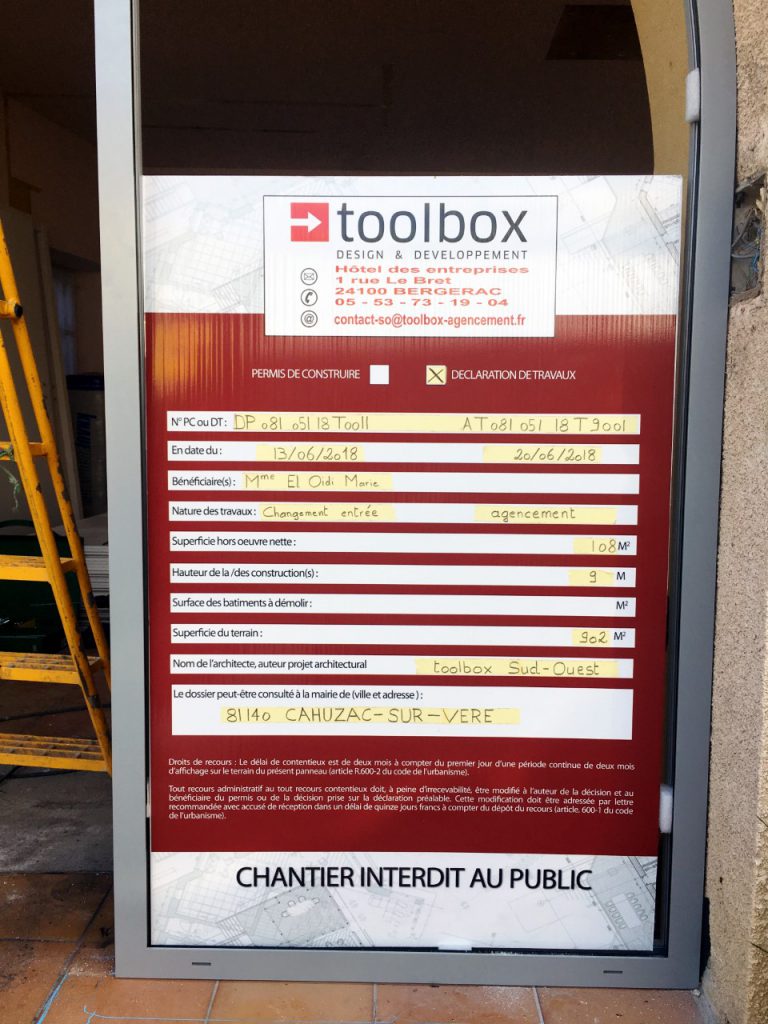 toolbox
DESIGN & DEVELOPPEMENT
Hôtel des entreprises
1 rue Le Bret
24100 BERGERAC
05 - 53 - 73 - 19 - 04
contact-so@toolbox-agencement.fr
PERMIS DE CONSTRUIRE X DECLARATION DE TRAVAUX
N° PC ou DT : DP 081 051 18T0011 AT 081 051 18 T9001
En date du : 13/06/2018 20/06/2018
Bénéficiaire(s) : Mme El Oidi Marie
Nature des travaux : Changement entrée agencement
Superficie hors oeuvre nette : 108 M²
Hauteur de la /des construction(s) : 9 M
Surface des batiments à démolir : M²
Superficie du terrain : 902 M²
Nom de l'architecte, auteur projet architectural toolbox Sud-Ouest
Le dossier peut-être consulté à la mairie de (ville et adresse) :
81140 CAHUZAC-SUR-VERE
Droits de recours : Le délai de contentieux est de deux mois à compter du premier jour d'une période continue de deux mois
d'affichage sur le terrain du présent panneau (article R.600-2 du code de l'urbanisme).
Tout recours administratif au tout recours contentieux doit, à peine d'irrecevabilité, être modifié à l'auteur de la décision et au
bénéficiaire du permis ou de la décision prise sur la déclaration préalable. Cette modification doit être adressée par lettre
recommandée avec accusé de réception dans un délai de quinze jours francs à compter du dépôt du recours (article, 600-1 du code
de l'urbanisme).
CHANTIER INTERDIT AU PUBLIC